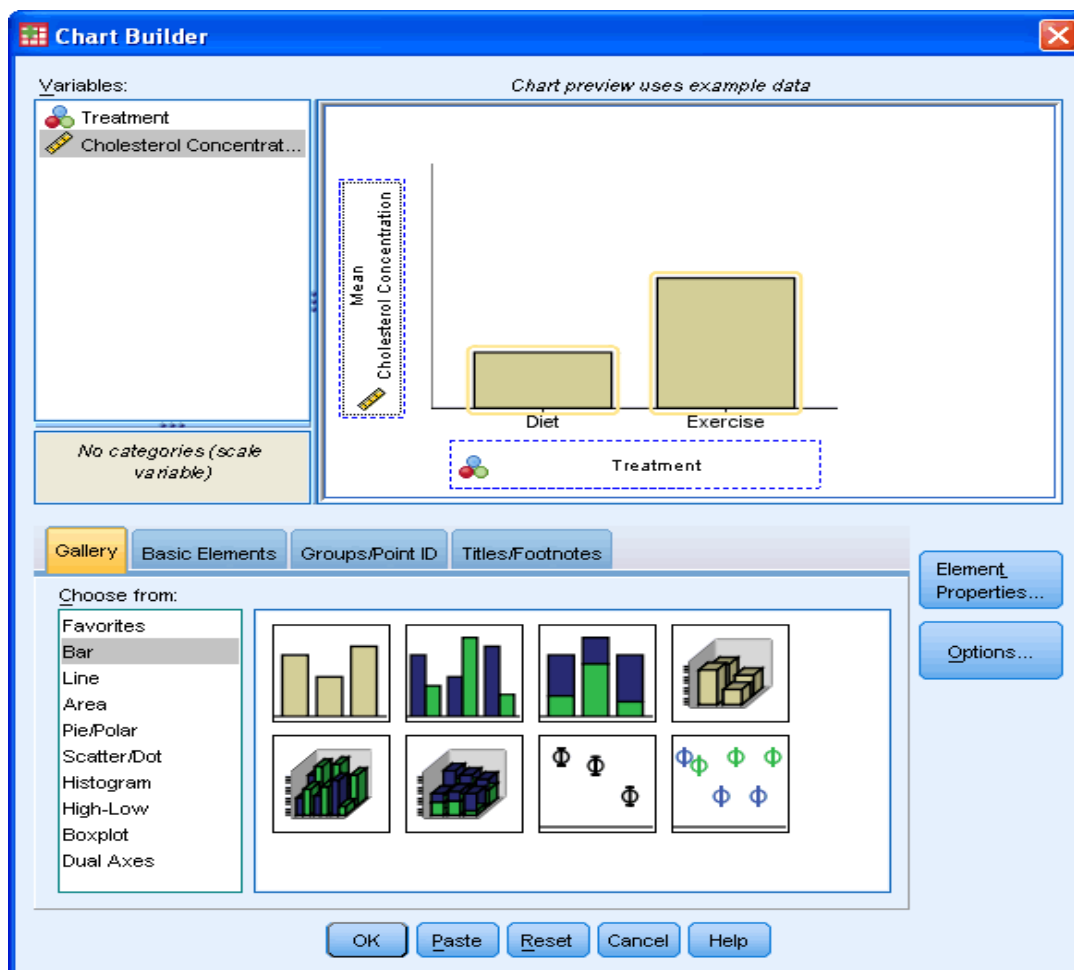 Chart Builder
Variables:
Chart preview uses example data
Treatment
Cholesterol Concentrat...
No categories (scale
variable)
Mean
Cholesterol Concentration
Diet
Exercise
Treatment
Gallery
Basic Elements
Groups/Point ID
Titles/Footnotes
Choose from:
Favorites
Bar
Line
Area
Pie/Polar
Scatter/Dot
Histogram
High-Low
Boxplot
Dual Axes
Element
Properties...
Options...
OK
Paste
Reset
Cancel
Help